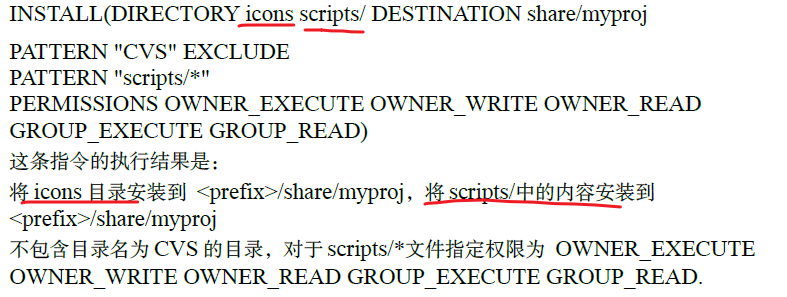 INSTALL(DIRECTORY icons scripts/ DESTINATION share/myproj
PATTERN "CVS" EXCLUDE
PATTERN "scripts/*"
PERMISSIONS OWNER_EXECUTE OWNER_WRITE OWNER_READ
GROUP_EXECUTE GROUP_READ)
这条指令的执行结果是：
将 icons 目录安装到 <prefix>/share/myproj，将 scripts/中的内容安装到
<prefix>/share/myproj
不包含目录名为 CVS 的目录，对于 scripts/*文件指定权限为 OWNER_EXECUTE
OWNER_WRITE OWNER_READ GROUP_EXECUTE GROUP_READ.